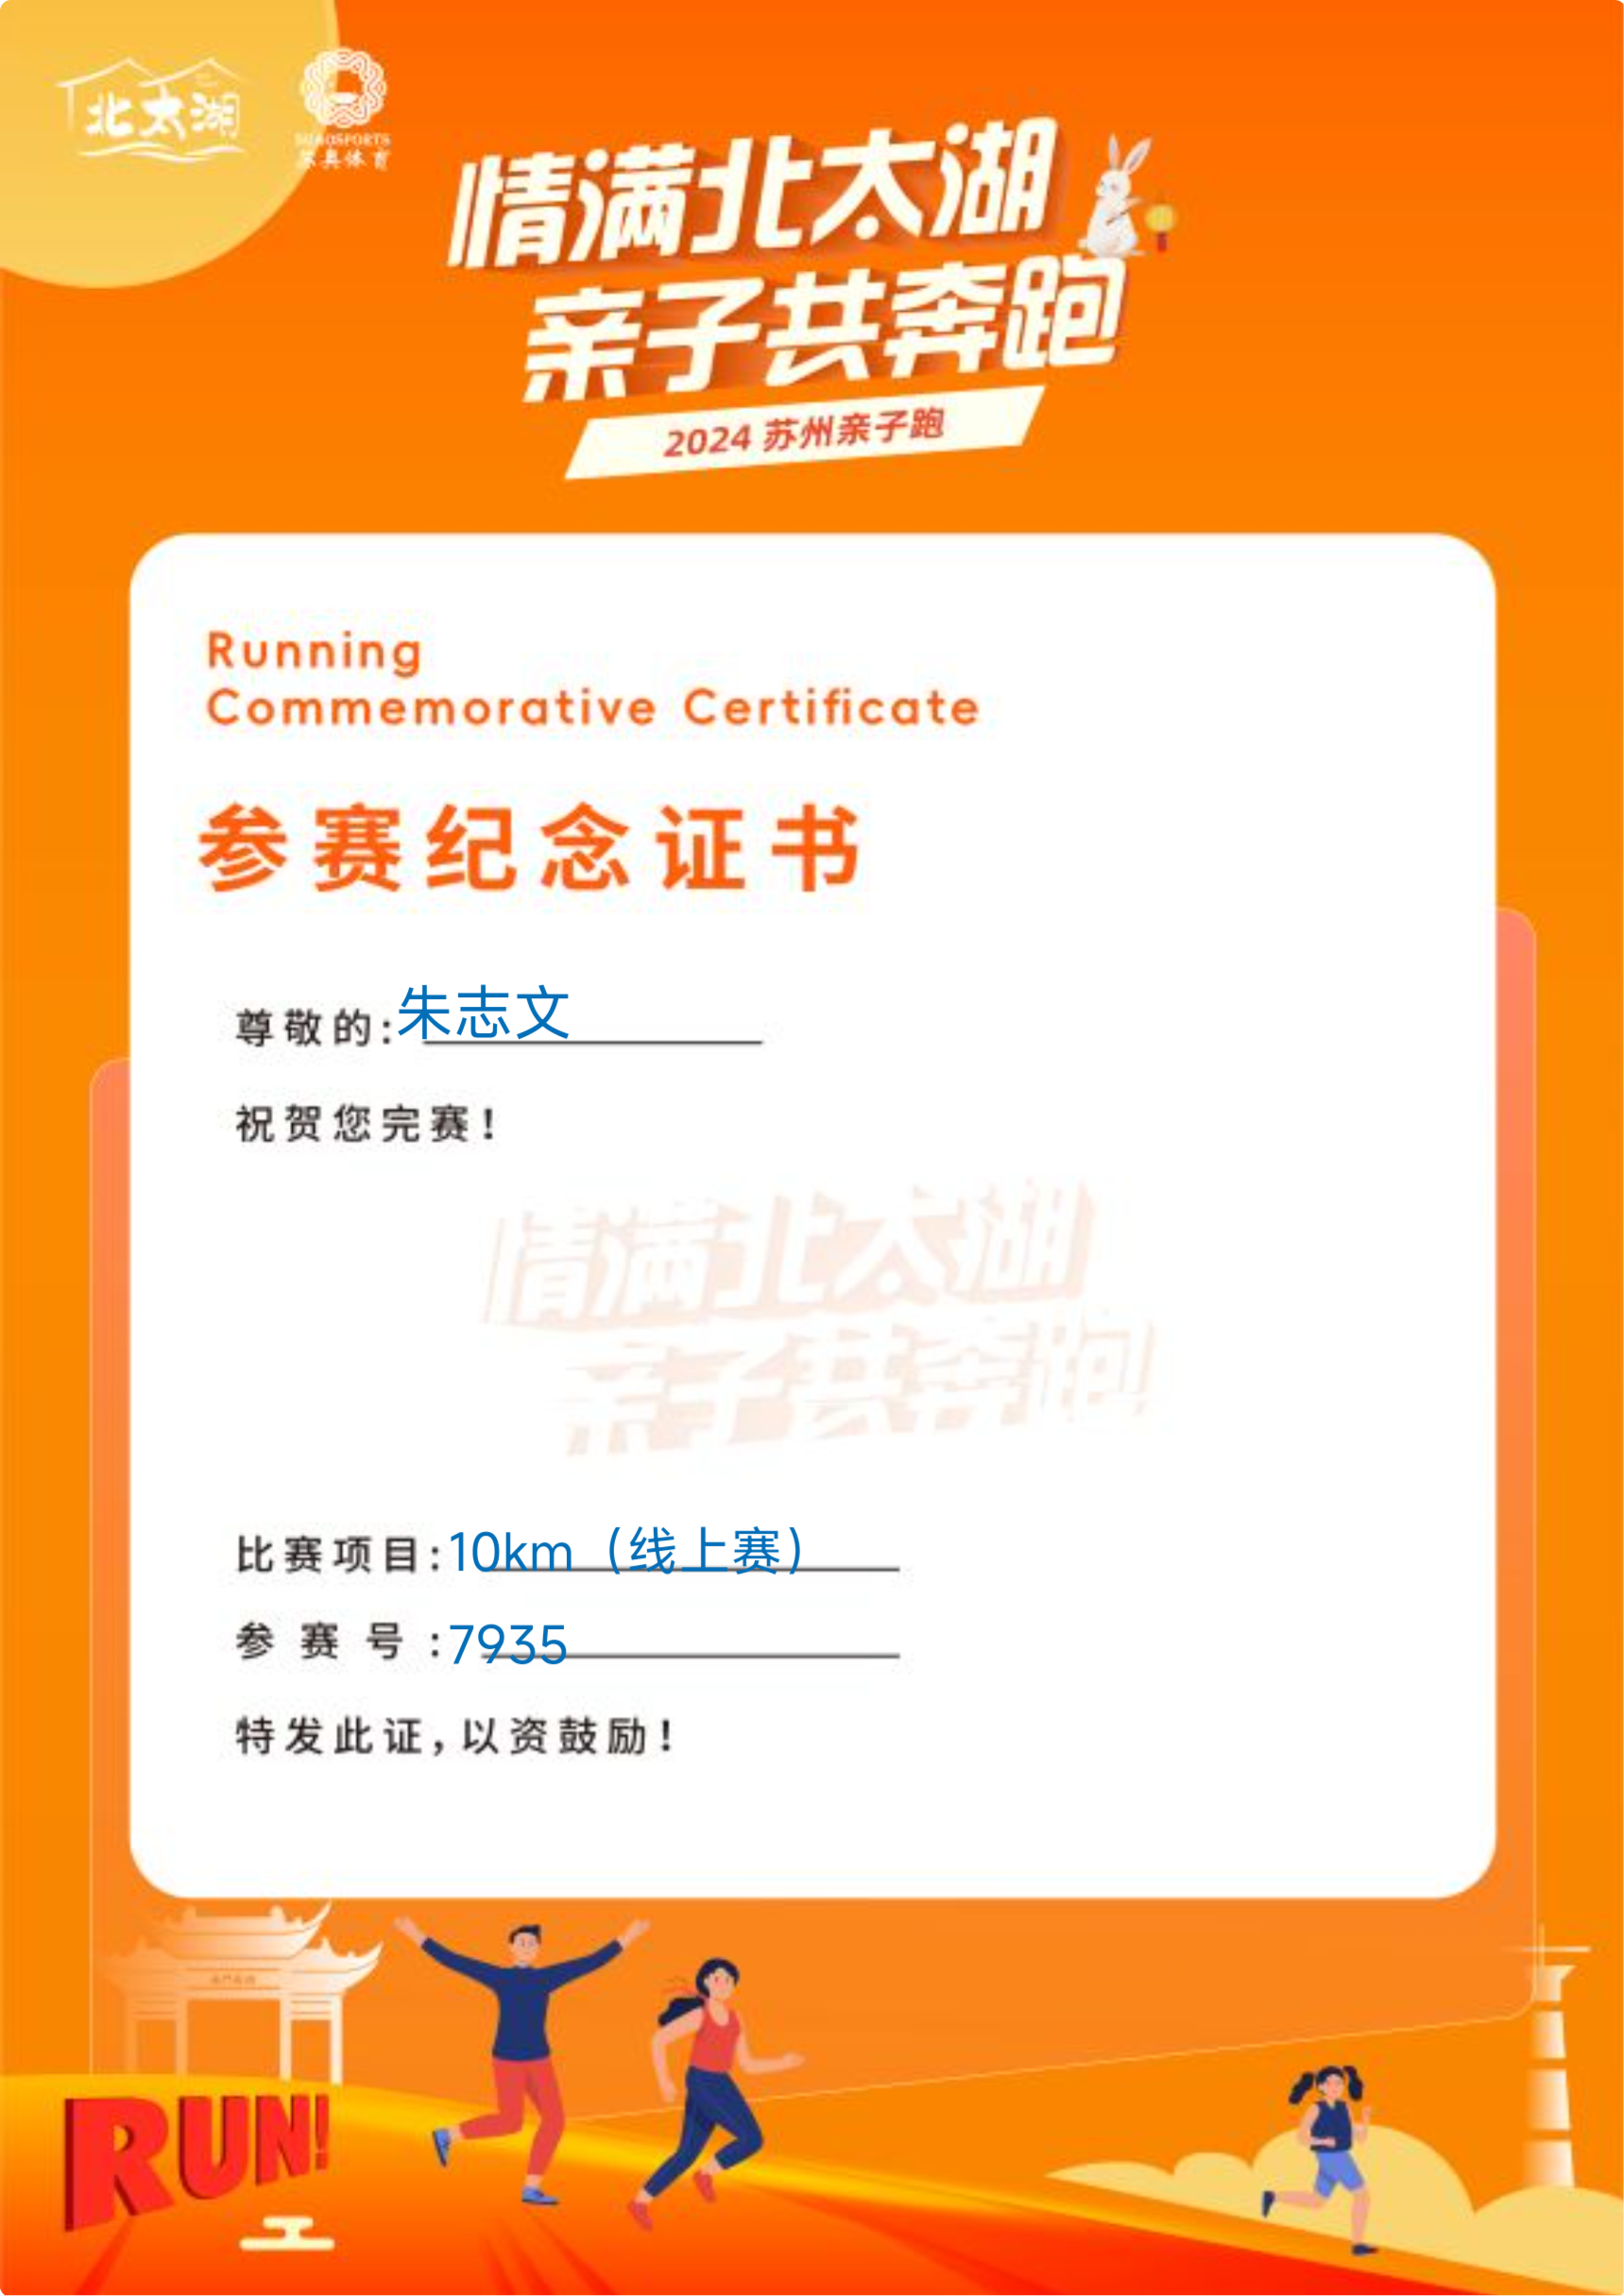 北太湖
SUAOSPORTS
苏奥体育
情满北太湖
亲子共奔跑
2024 苏州亲子跑
Running
Commemorative Certificate
参赛纪念证书
尊敬的:朱志文
祝贺您完赛!
情满北太湖
亲子共奔跑
比赛项目:10km（线上赛）
参赛号:7935
特发此证,以资鼓励!
RUN!